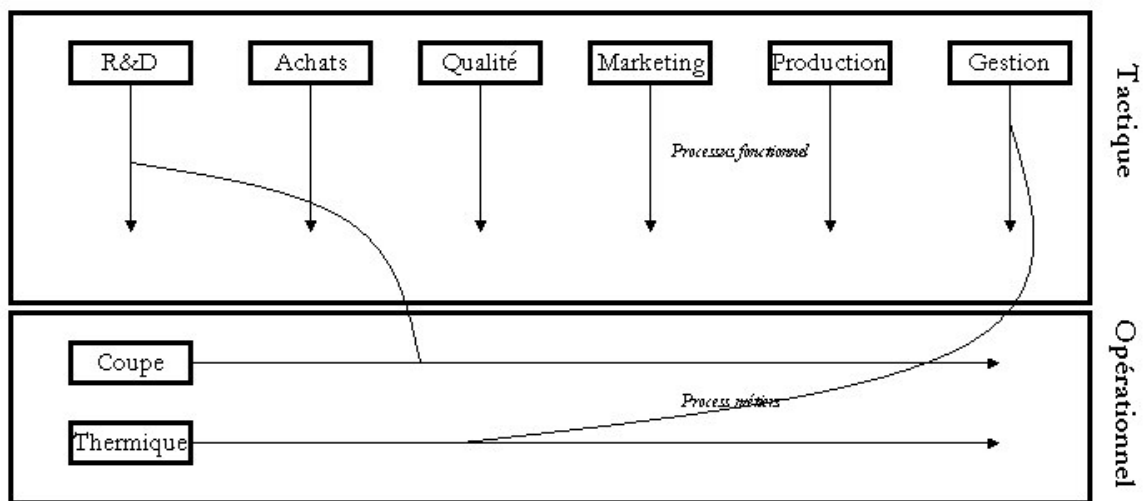 R&D
Achats
Qualité
Marketing
Production
Gestion
Tactique
Processus fonctionnel
Coupe
Opérationnel
Process métiers
Thermique